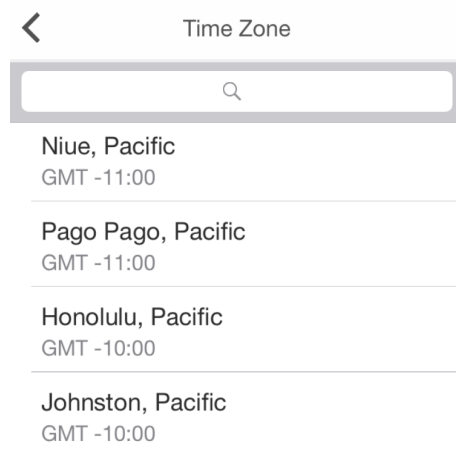 Time Zone
Niue, Pacific
GMT -11:00
Pago Pago, Pacific
GMT -11:00
Honolulu, Pacific
GMT -10:00
Johnston, Pacific
GMT -10:00